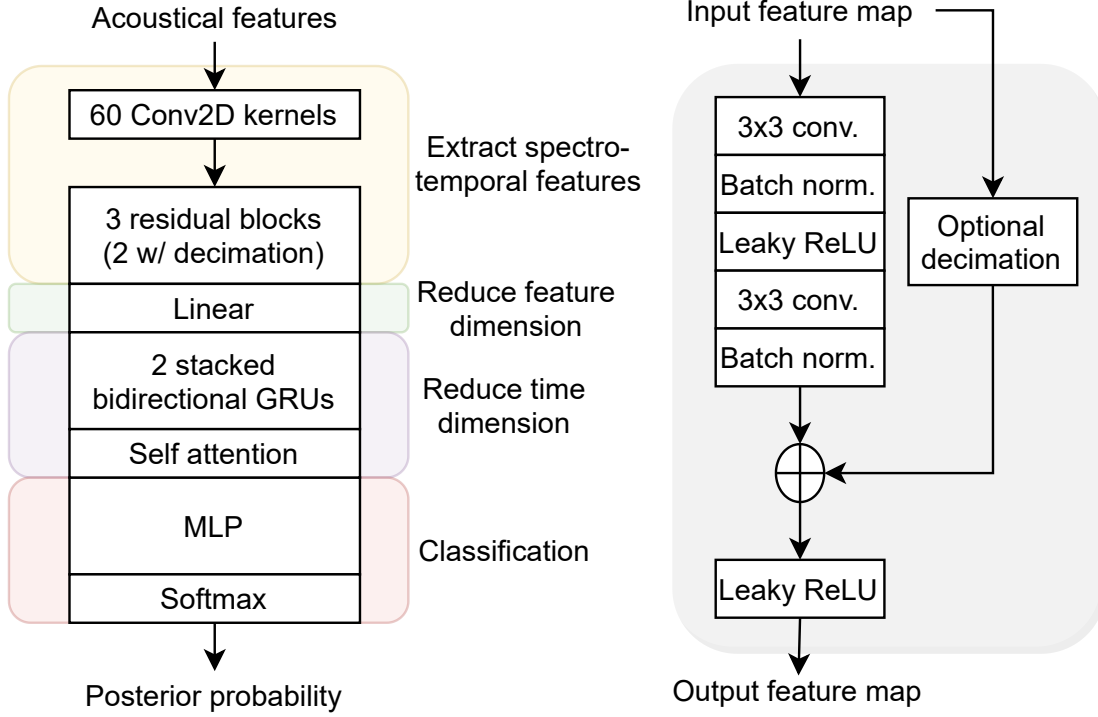 Acoustical features
60 Conv2D kernels
3 residual blocks
(2 w/ decimation)
Extract spectro-
temporal features
Linear
Reduce feature
dimension
2 stacked
bidirectional GRUs
Self attention
Reduce time
dimension
MLP
Softmax
Classification
Posterior probability
Input feature map
3x3 conv.
Batch norm.
Leaky ReLU
3x3 conv.
Batch norm.
Optional
decimation
Leaky ReLU
Output feature map